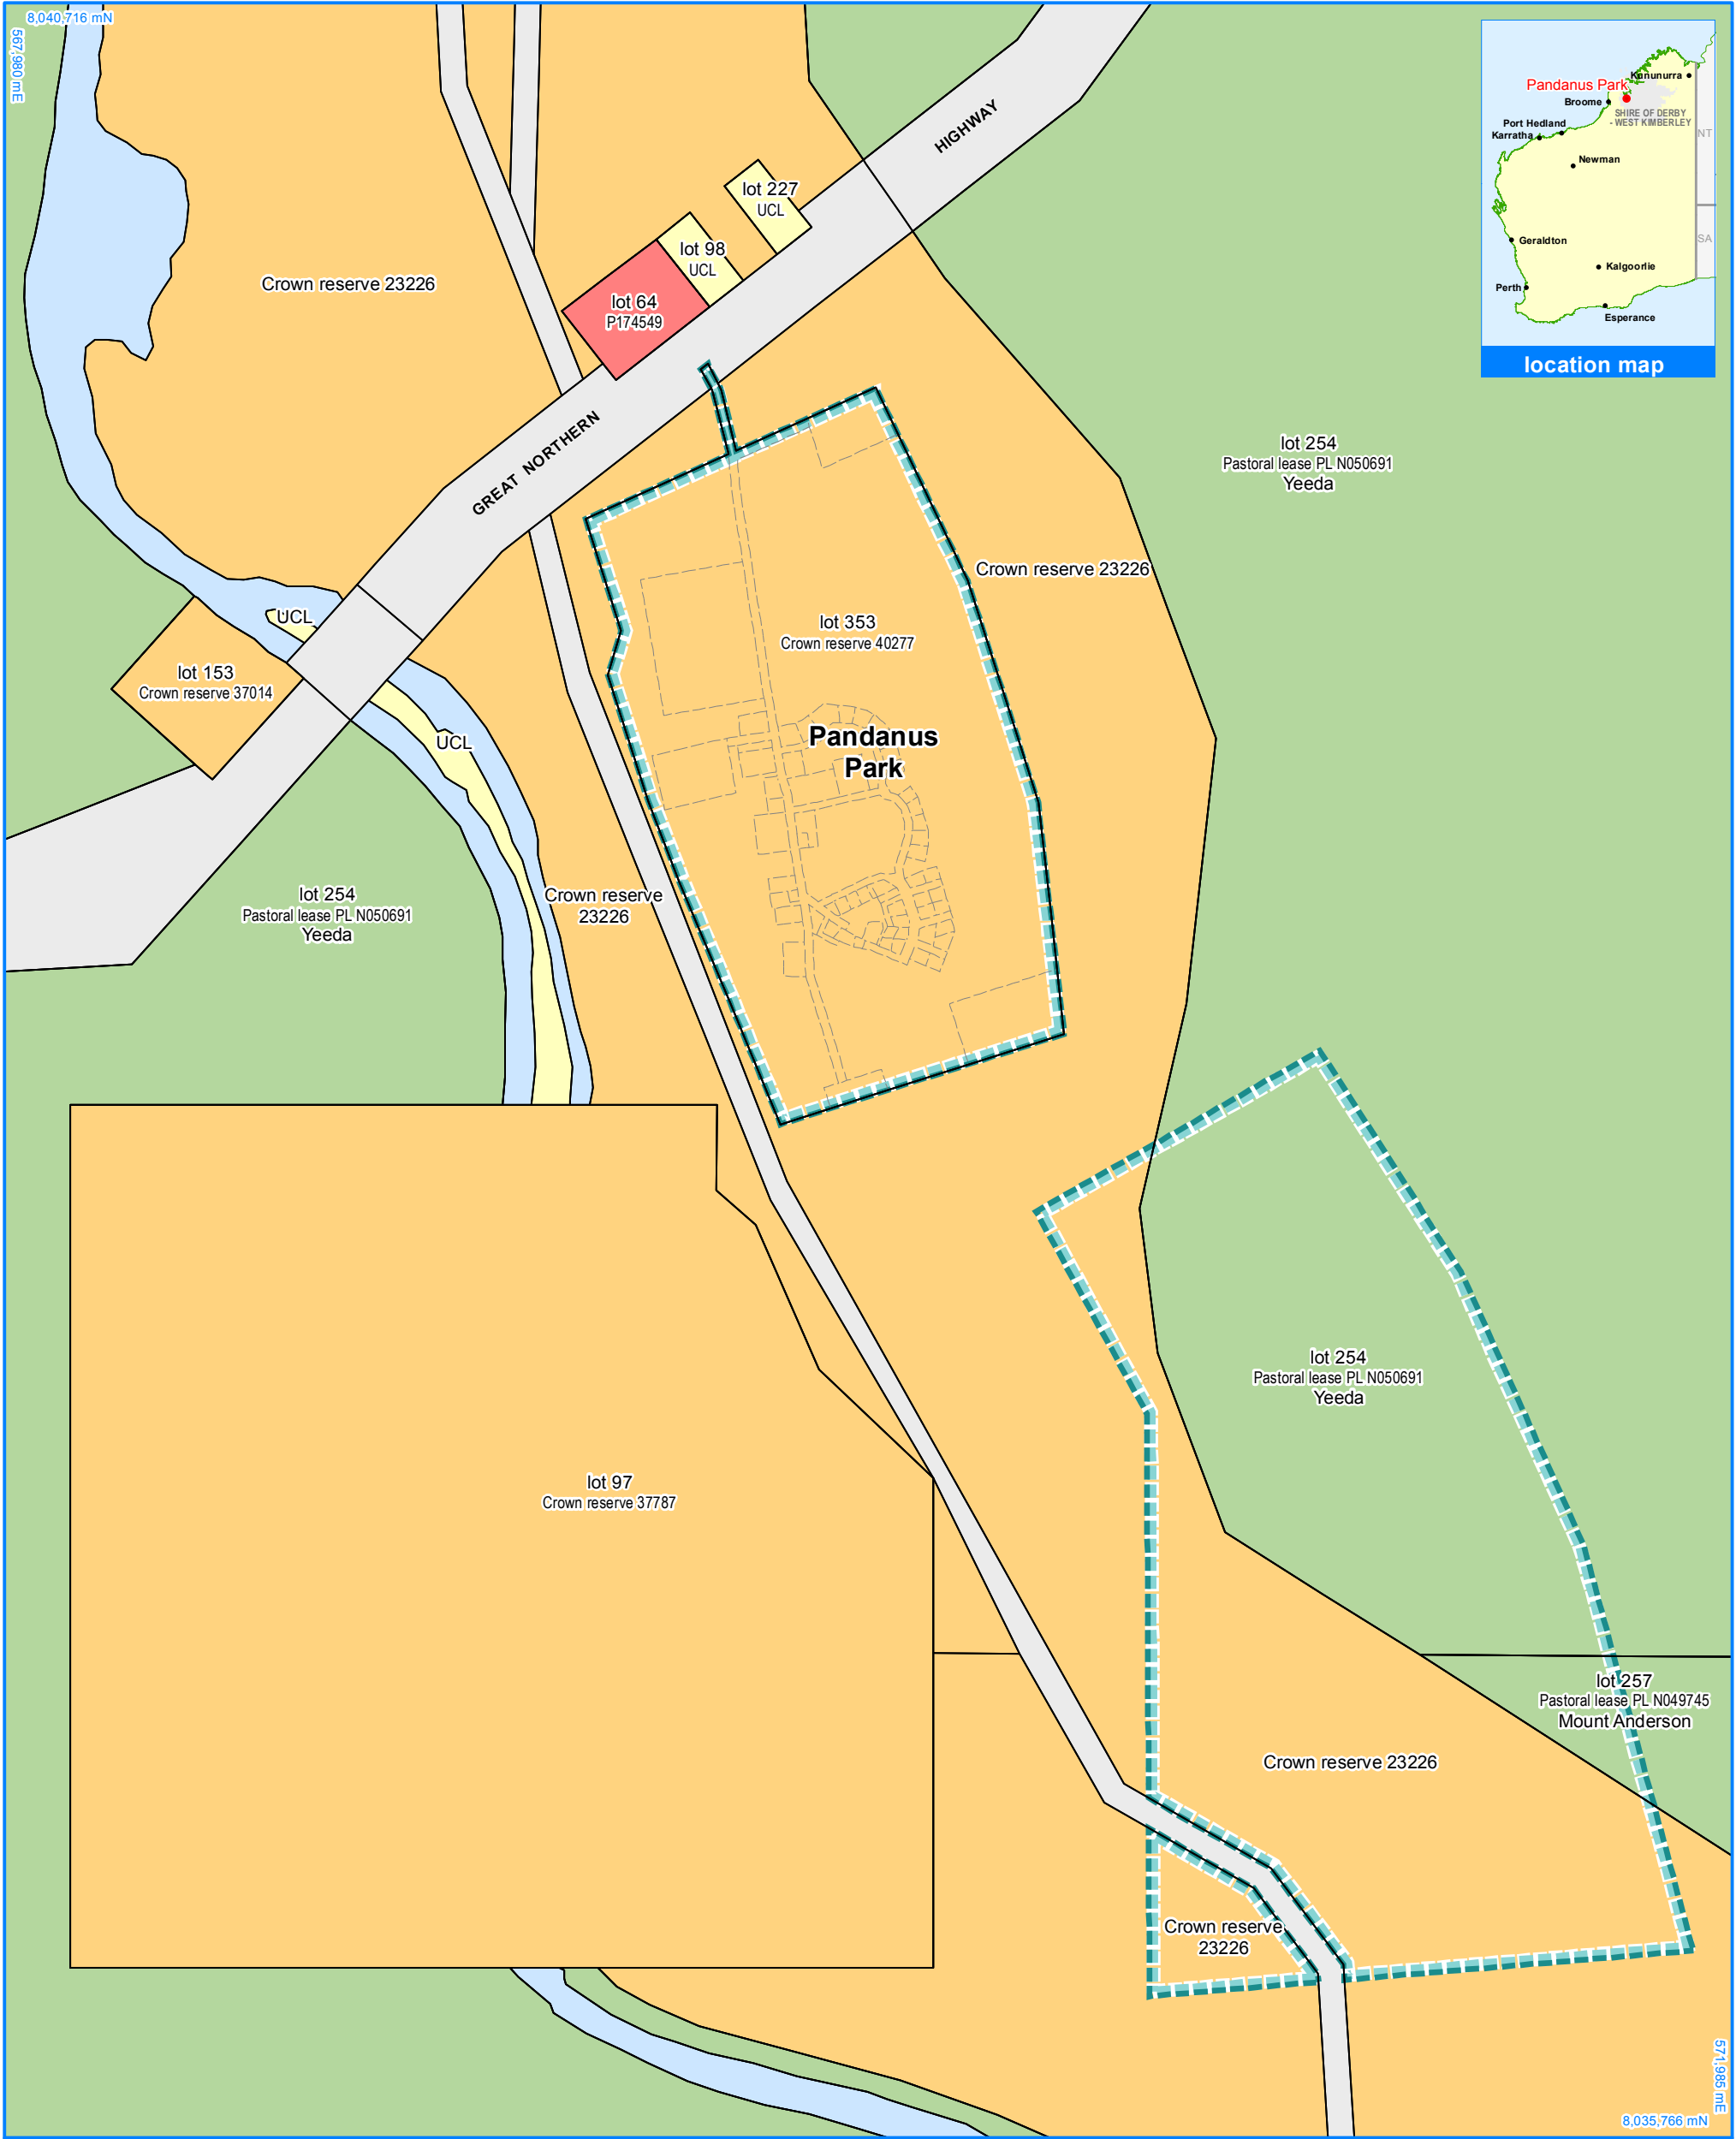 8,040,716 mN
567,980 mE
Pandanus Park
Kununurra
Broome
SHIRE OF DERBY
- WEST KIMBERLEY
Port Hedland
Karratha
NT
Newman
SA
Geraldton
Kalgoorlie
Perth
Esperance
location map
HIGHWAY
lot 227
UCL
lot 98
UCL
lot 64
P174549
Crown reserve 23226
GREAT NORTHERN
lot 254
Pastoral lease PL N050691
Yeeda
Crown reserve 23226
UCL
lot 353
Crown reserve 40277
lot 153
Crown reserve 37014
UCL
Pandanus
Park
lot 254
Pastoral lease PL N050691
Yeeda
Crown reserve
23226
lot 254
Pastoral lease PL N050691
Yeeda
lot 97
Crown reserve 37787
lot 257
Pastoral lease PL N049745
Mount Anderson
Crown reserve 23226
Crown reserve
23226
571,985 mE
8,035,766 mN